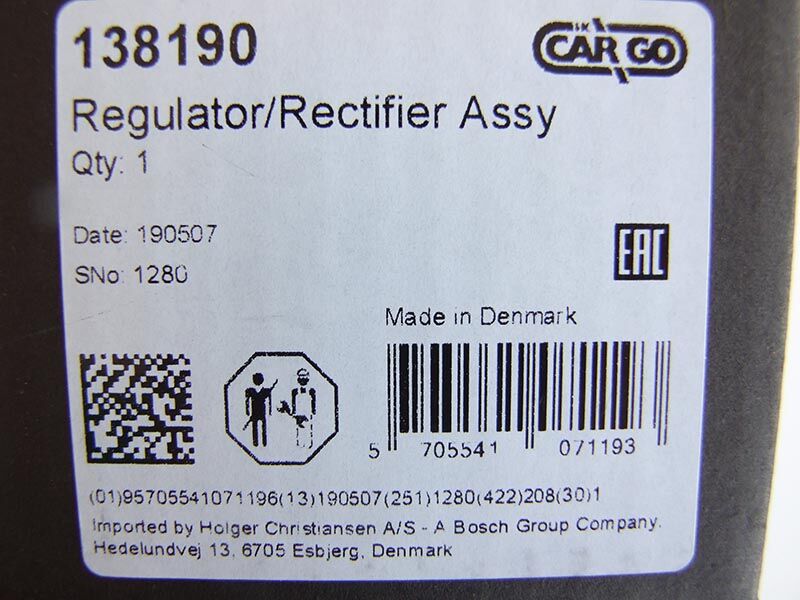 138190
HK
CARGO
Regulator/Rectifier Assy
Qty: 1
Date: 190507
SNo: 1280
EAC
Made in Denmark
5 705541 071193
(01)95705541071196(13)190507(251)1280(422)208(30)1
Imported by Holger Christiansen A/S - A Bosch Group Company.
Hedelundvej 13, 6705 Esbjerg, Denmark